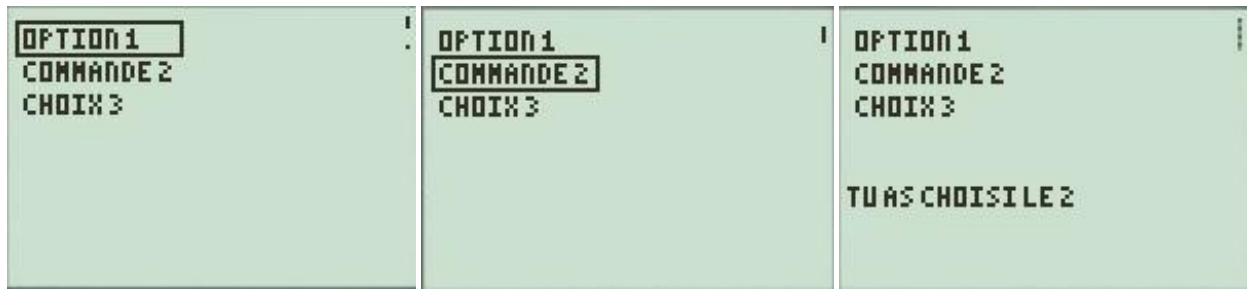 OPTION 1
COMMANDE 2
CHOIX 3
OPTION 1
COMMANDE 2
CHOIX 3
OPTION 1
COMMANDE 2
CHOIX 3
TU AS CHOISI LE 2